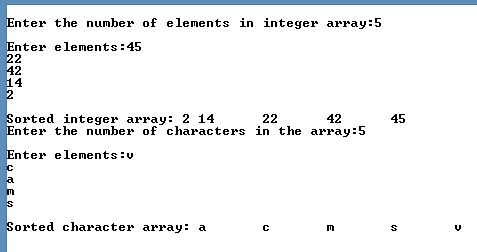 Enter the number of elements in integer array:5
Enter elements:45
22
42
14
2
Sorted integer array: 2 14 22 42 45
Enter the number of characters in the array:5
Enter elements:v
c
a
m
s
Sorted character array: a c m s v